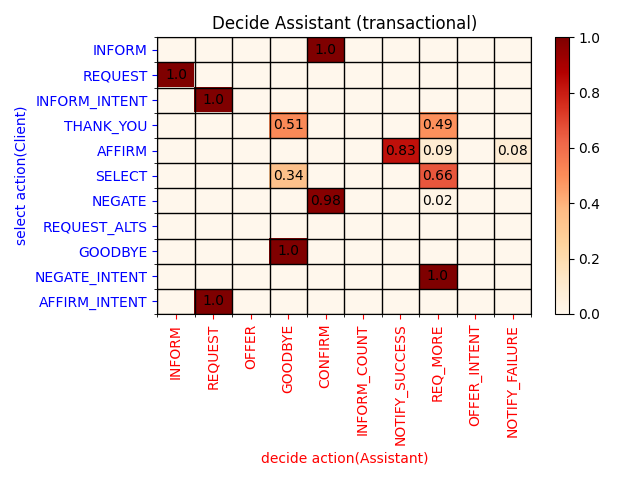 Decide Assistant (transactional)
INFORM
REQUEST
INFORM_INTENT
THANK_YOU
AFFIRM
SELECT
NEGATE
REQUEST_ALTS
GOODBYE
NEGATE_INTENT
AFFIRM_INTENT
select action(Client)
1.0
1.0
1.0
0.51 0.49
0.83 0.09 0.08
0.34 0.66
0.98 0.02
1.0
1.0
1.0
INFORM
REQUEST
OFFER
GOODBYE
CONFIRM
INFORM_COUNT
NOTIFY_SUCCESS
REQ_MORE
OFFER_INTENT
NOTIFY_FAILURE
decide action(Assistant)
1.0
0.8
0.6
0.4
0.2
0.0